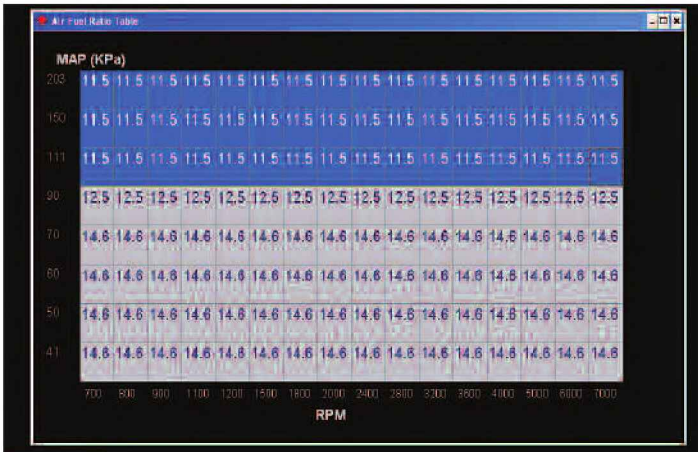 Air Fuel Ratio Table
MAP (KPa)
203 11.5 11.5 11.5 11.5 11.5 11.5 11.5 11.5 11.5 11.5 11.5 11.5 11.5 11.5 11.5 11.5
150 11.5 11.5 11.5 11.5 11.5 11.5 11.5 11.5 11.5 11.5 11.5 11.5 11.5 11.5 11.5 11.5
111 11.5 11.5 11.5 11.5 11.5 11.5 11.5 11.5 11.5 11.5 11.5 11.5 11.5 11.5 11.5 11.5
90 12.5 12.5 12.5 12.5 12.5 12.5 12.5 12.5 12.5 12.5 12.5 12.5 12.5 12.5 12.5 12.5
70 14.6 14.6 14.6 14.6 14.6 14.6 14.6 14.6 14.6 14.6 14.6 14.6 14.6 14.6 14.6 14.6
60 14.6 14.6 14.6 14.6 14.6 14.6 14.6 14.6 14.6 14.6 14.6 14.6 14.6 14.6 14.6 14.6
50 14.6 14.6 14.6 14.6 14.6 14.6 14.6 14.6 14.6 14.6 14.6 14.6 14.6 14.6 14.6 14.6
41 14.6 14.6 14.6 14.6 14.6 14.6 14.6 14.6 14.6 14.6 14.6 14.6 14.6 14.6 14.6 14.6
700 800 900 1100 1200 1500 1800 2000 2400 2800 3200 3600 4000 5000 6000 7000
RPM